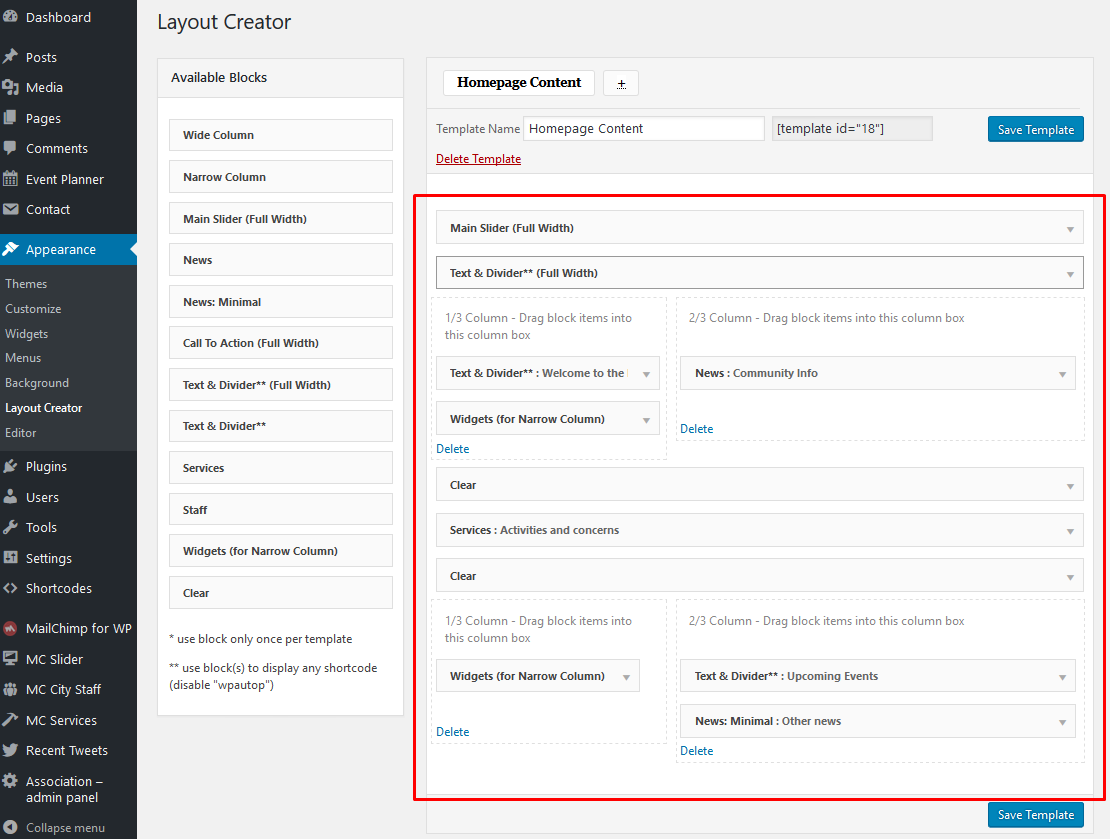 Dashboard
Posts
Media
Pages
Comments
Event Planner
Contact
Appearance
Themes
Customize
Widgets
Menus
Background
Layout Creator
Editor
Plugins
Users
Tools
Settings
Shortcodes
MailChimp for WP
MC Slider
MC City Staff
MC Services
Recent Tweets
Association –
admin panel
Collapse menu
Layout Creator
Available Blocks
Wide Column
Narrow Column
Main Slider (Full Width)
News
News: Minimal
Call To Action (Full Width)
Text & Divider** (Full Width)
Text & Divider**
Services
Staff
Widgets (for Narrow Column)
Clear
* use block only once per template
** use block(s) to display any shortcode
(disable "wpautop")
Homepage Content
+
Template Name Homepage Content [template id="18"] Save Template
Delete Template
Main Slider (Full Width)
Text & Divider** (Full Width)
1/3 Column - Drag block items into
this column box
Text & Divider** : Welcome to the
Widgets (for Narrow Column)
Delete
2/3 Column - Drag block items into this column box
News : Community Info
Delete
Clear
Services : Activities and concerns
Clear
1/3 Column - Drag block items into
this column box
Widgets (for Narrow Column)
Delete
2/3 Column - Drag block items into this column box
Text & Divider** : Upcoming Events
News: Minimal : Other news
Delete
Save Template